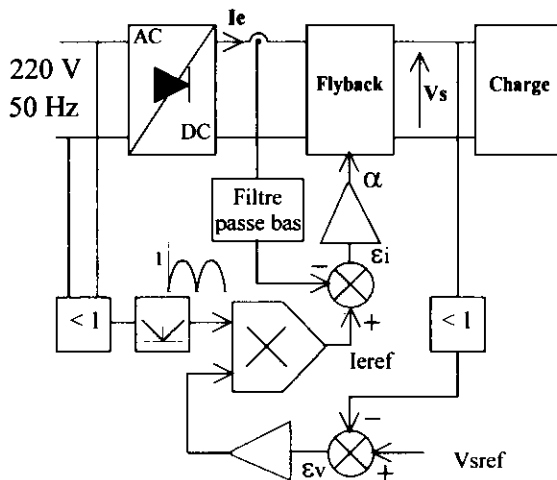 AC
Ie
220 V
50 Hz
Flyback
Vs
Charge
DC
α
Filtre
passe bas
εi
−
1
+
< 1
< 1
Ieref
−
εv
+
Vsref